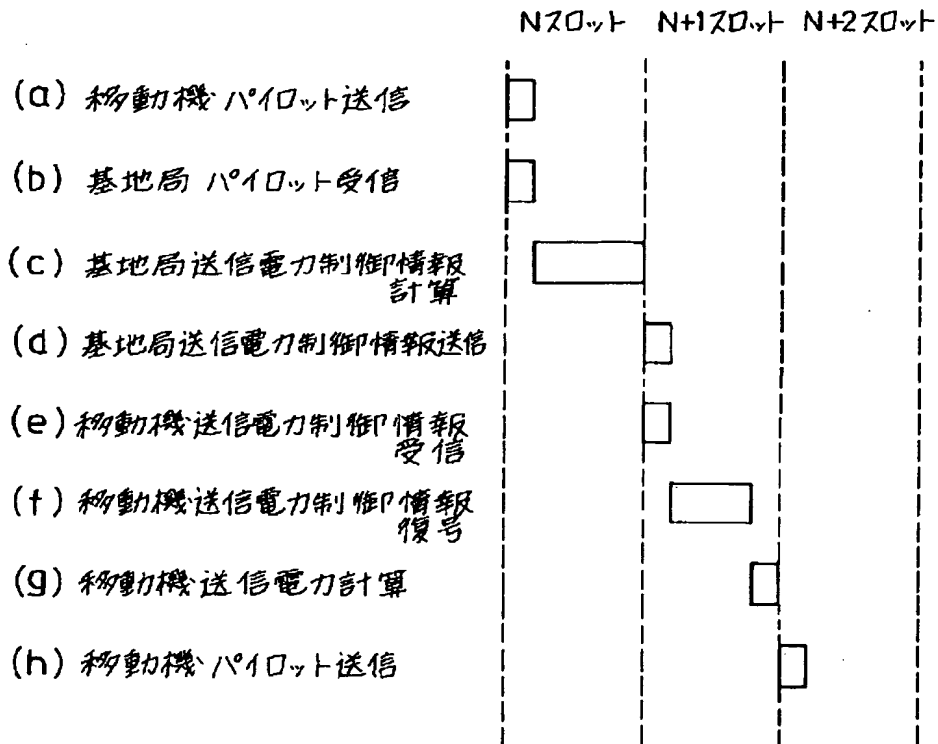 Nスロット N+1スロット N+2スロット
(a) 移動機 パイロット送信
(b) 基地局 パイロット受信
(c) 基地局送信電力制御情報
計算
(d) 基地局送信電力制御情報送信
(e) 移動機送信電力制御情報
受信
(f) 移動機送信電力制御情報
復号
(g) 移動機送信電力計算
(h) 移動機 パイロット送信